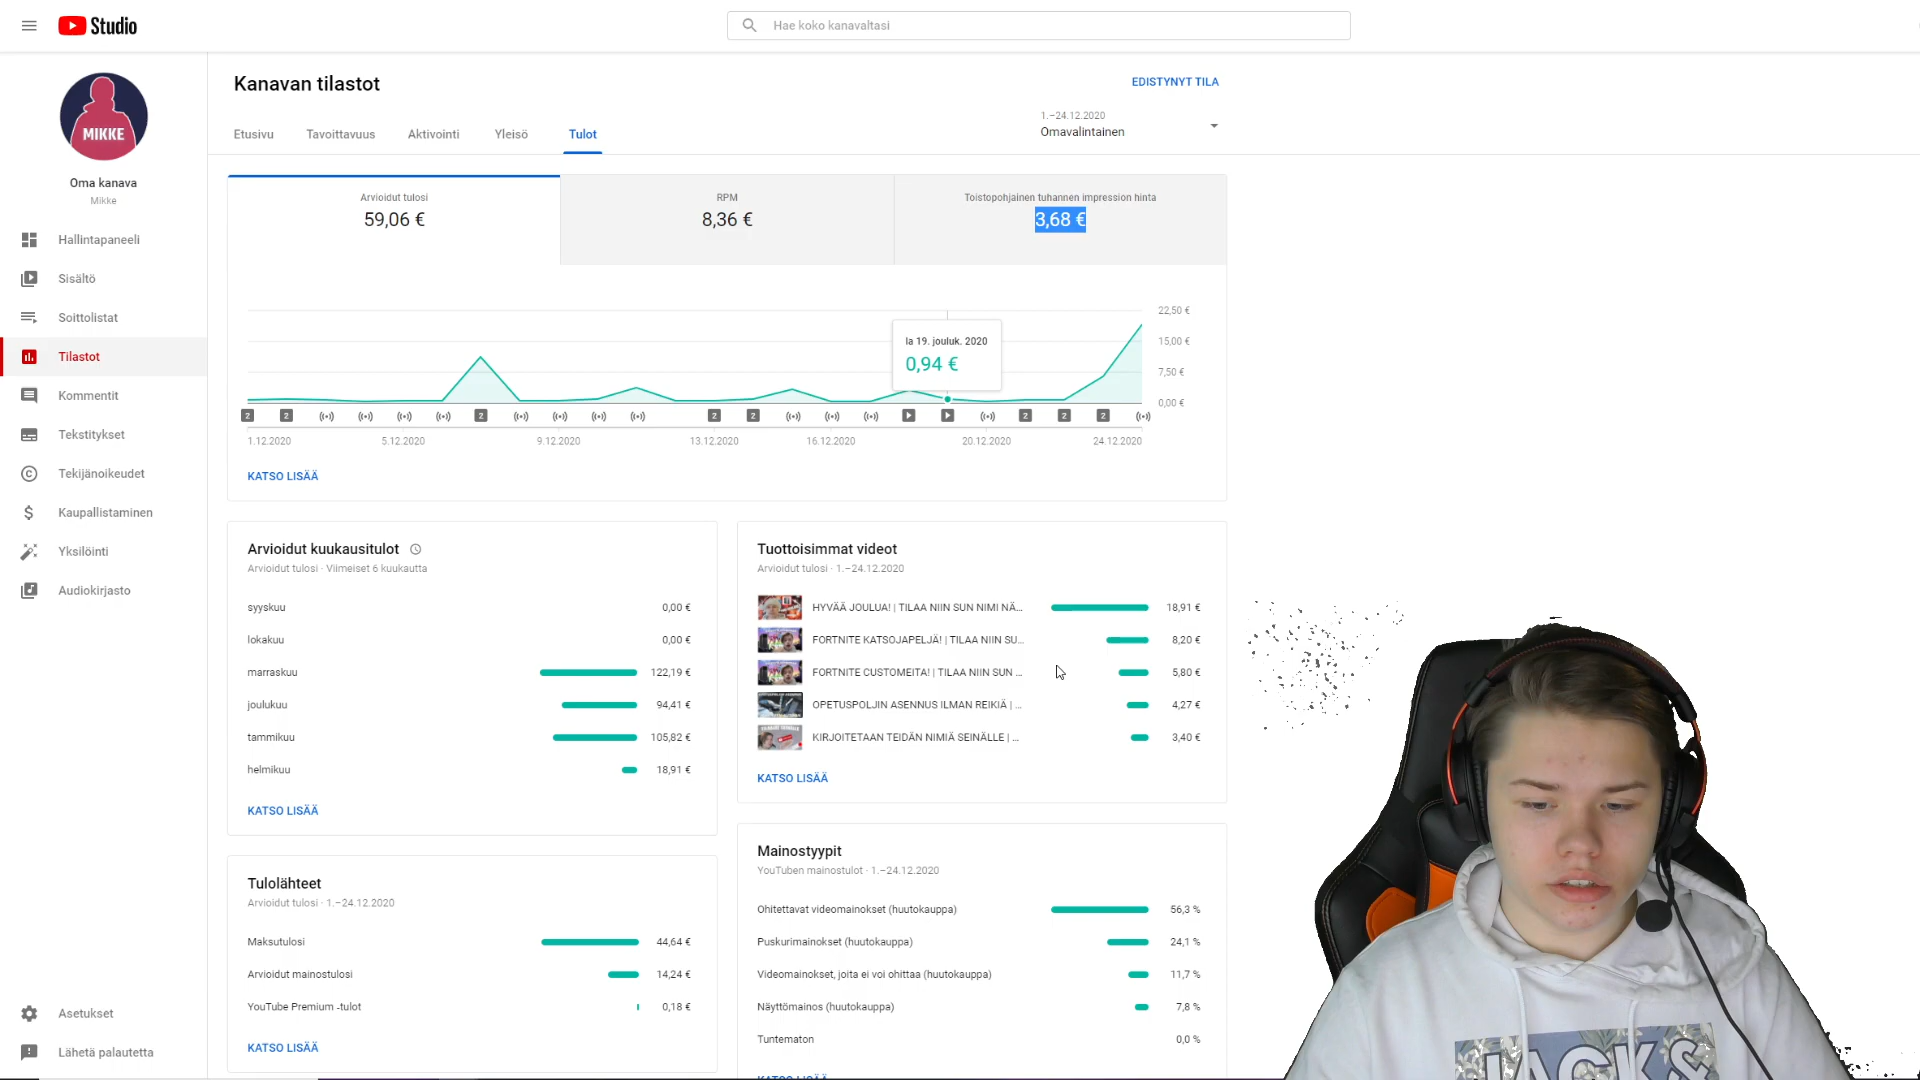 Studio
Hae koko kanavaltasi
MIKKE
Oma kanava
Mikke
Hallintapaneeli
Sisältö
Soittolistat
Tilastot
Kommentit
Tekstitykset
Tekijänoikeudet
Kaupallistaminen
Yksilöinti
Audiokirjasto
Asetukset
Lähetä palautetta
Kanavan tilastot
EDISTYNYT TILA
Etusivu
Tavoittavuus
Aktivointi
Yleisö
Tulot
1.–24.12.2020
Omavalintainen
Arvioidut tulosi
59,06 €
RPM
8,36 €
Toistopohjainen tuhannen impression hinta
3,68 €
22,50 €
15,00 €
7,50 €
0,00 €
la 19. jouluk. 2020
0,94 €
2 2 2 2 2 2 2 2
1.12.2020 5.12.2020 9.12.2020 13.12.2020 16.12.2020 20.12.2020 24.12.2020
KATSO LISÄÄ
Arvioidut kuukausitulot
Arvioidut tulosi · Viimeiset 6 kuukautta
syyskuu 0,00 €
lokakuu 0,00 €
marraskuu 122,19 €
joulukuu 94,41 €
tammikuu 105,82 €
helmikuu 18,91 €
KATSO LISÄÄ
Tulolähteet
Arvioidut tulosi · 1.–24.12.2020
Maksutulosi 44,64 €
Arvioidut mainostulosi 14,24 €
YouTube Premium -tulot 0,18 €
KATSO LISÄÄ
Tuottoisimmat videot
Arvioidut tulosi · 1.–24.12.2020
HYVÄÄ JOULUA! | TILAA NIIN SUN NIMI NÄ... 18,91 €
FORTNITE KATSOJAPELJÄ! | TILAA NIIN SU... 8,20 €
FORTNITE CUSTOMEITA! | TILAA NIIN SUN ... 5,80 €
OPETUSPOLJIN ASENNUS ILMAN REIKIÄ | ... 4,27 €
KIRJOITETAAN TEIDÄN NIMIÄ SEINÄLLE | ... 3,40 €
KATSO LISÄÄ
Mainostyypit
YouTuben mainostulot · 1.–24.12.2020
Ohitettavat videomainokset (huutokauppa) 56,3 %
Puskurimainokset (huutokauppa) 24,1 %
Videomainokset, joita ei voi ohittaa (huutokauppa) 11,7 %
Näyttömainos (huutokauppa) 7,8 %
Tuntematon 0,0 %
KATSO LISÄÄ
JACK &